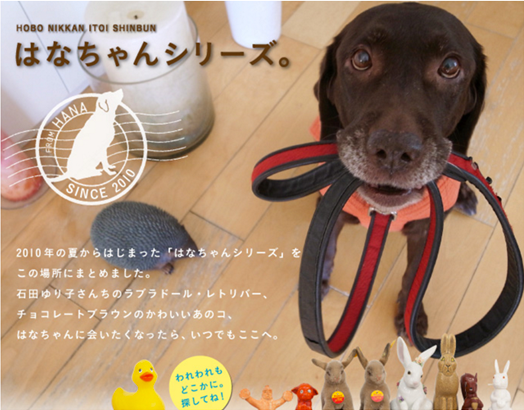 HOBO NIKKAN ITOI SHINBUN
はなちゃんシリーズ。
FROM HANA
SINCE 2010
2010年の夏からはじまった「はなちゃんシリーズ」を
この場所にまとめました。
石田ゆり子さんちのラブラドール・レトリバー、
チョコレートブラウンのかわいいあのコ、
はなちゃんに会いたくなったら、いつでもここへ。
われわれも
どこかに。
探してね!